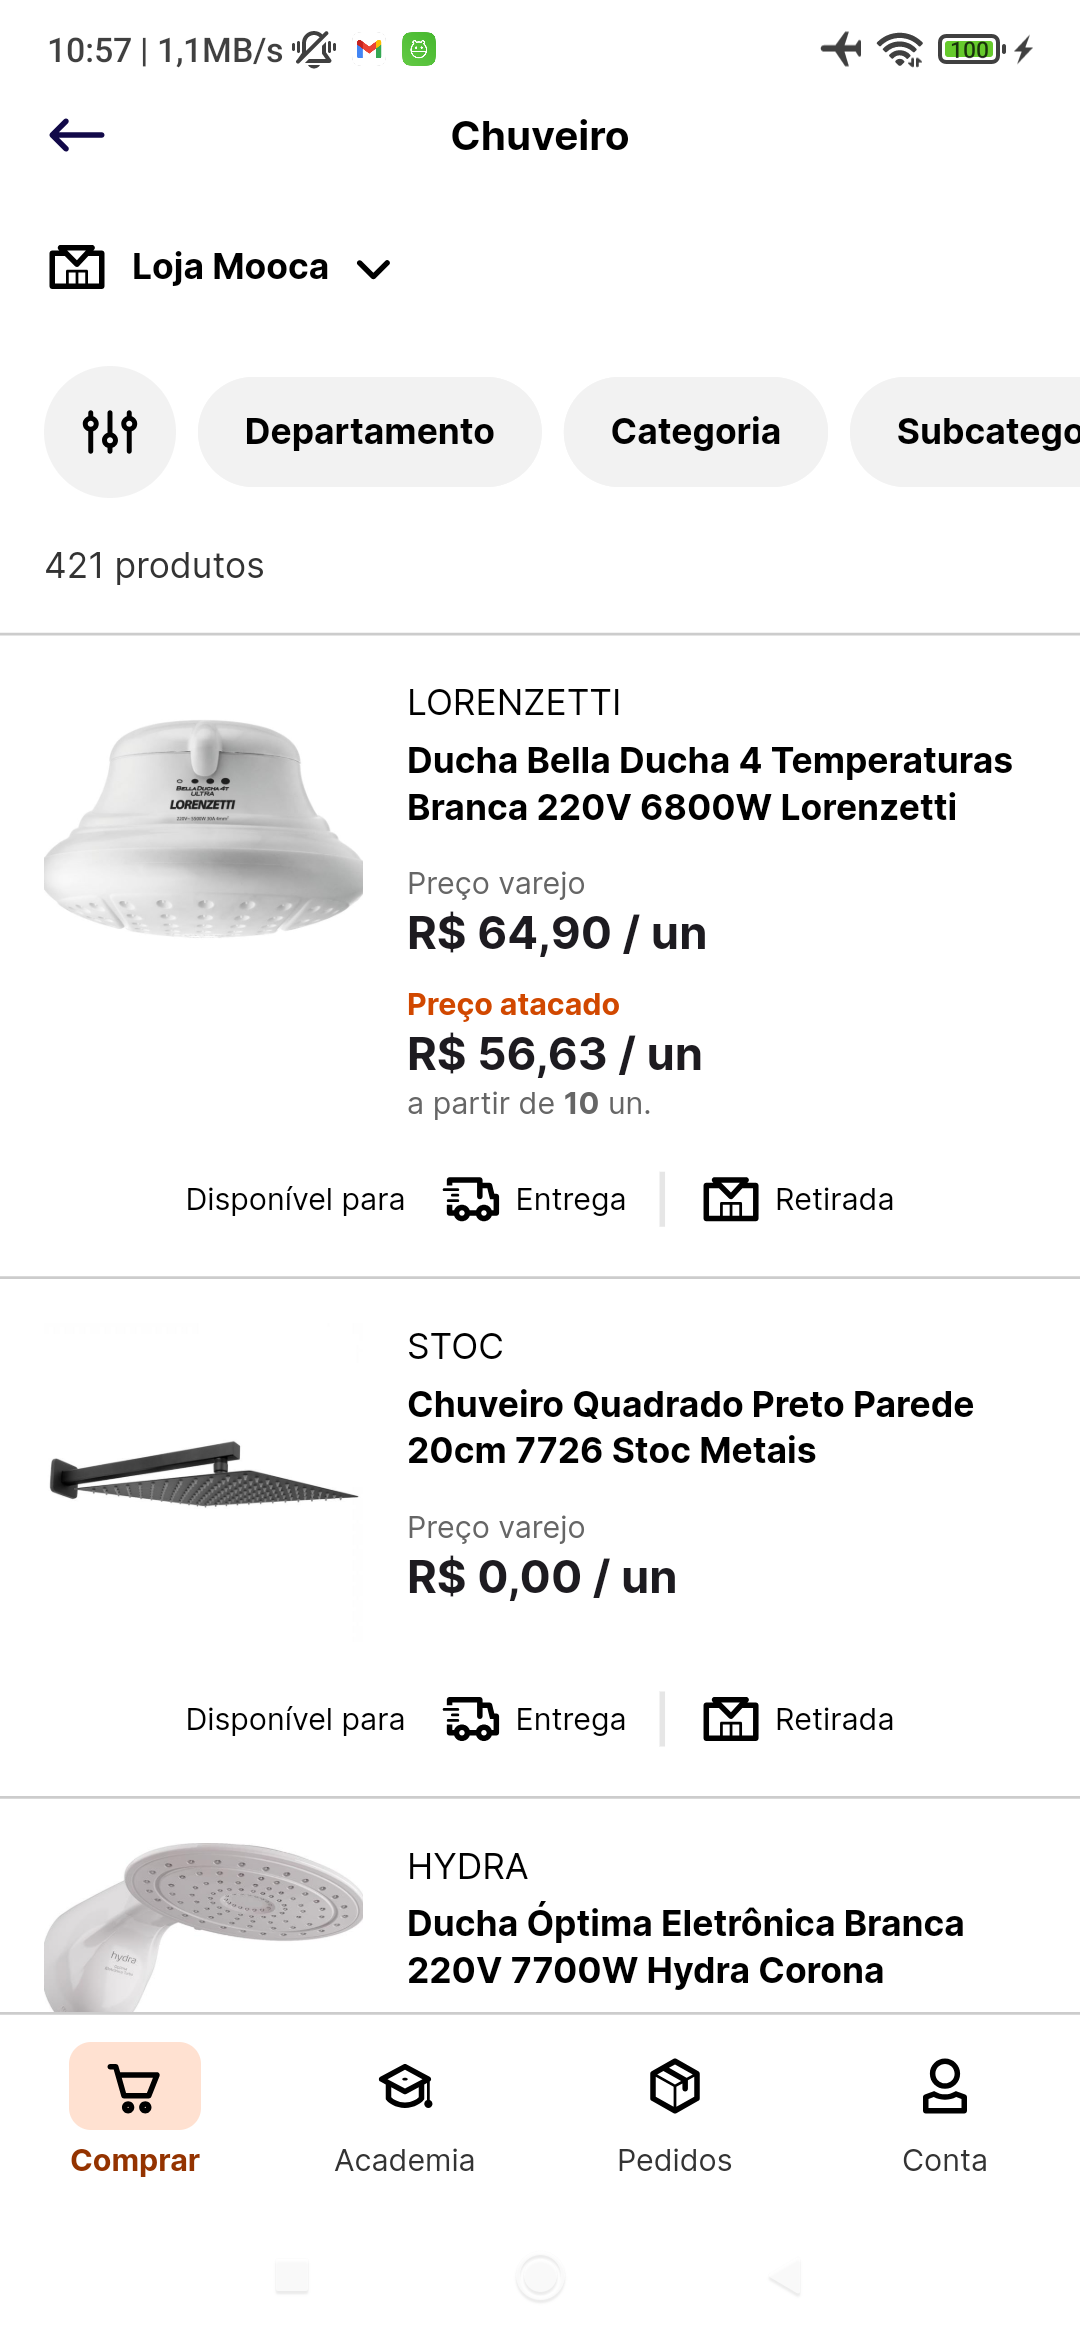 10:57 | 1,1MB/s
100
Chuveiro
Loja Mooca
Departamento
Categoria
Subcatego
421 produtos
LORENZETTI
Ducha Bella Ducha 4 Temperaturas
Branca 220V 6800W Lorenzetti
BELLADUCHA 4T
ULTRA
LORENZETTI
Preço varejo
R$ 64,90 / un
Preço atacado
R$ 56,63 / un
a partir de 10 un.
Disponível para
Entrega
Retirada
STOC
Chuveiro Quadrado Preto Parede
20cm 7726 Stoc Metais
Preço varejo
R$ 0,00 / un
Disponível para
Entrega
Retirada
HYDRA
Ducha Óptima Eletrônica Branca
220V 7700W Hydra Corona
hydra
Comprar
Academia
Pedidos
Conta